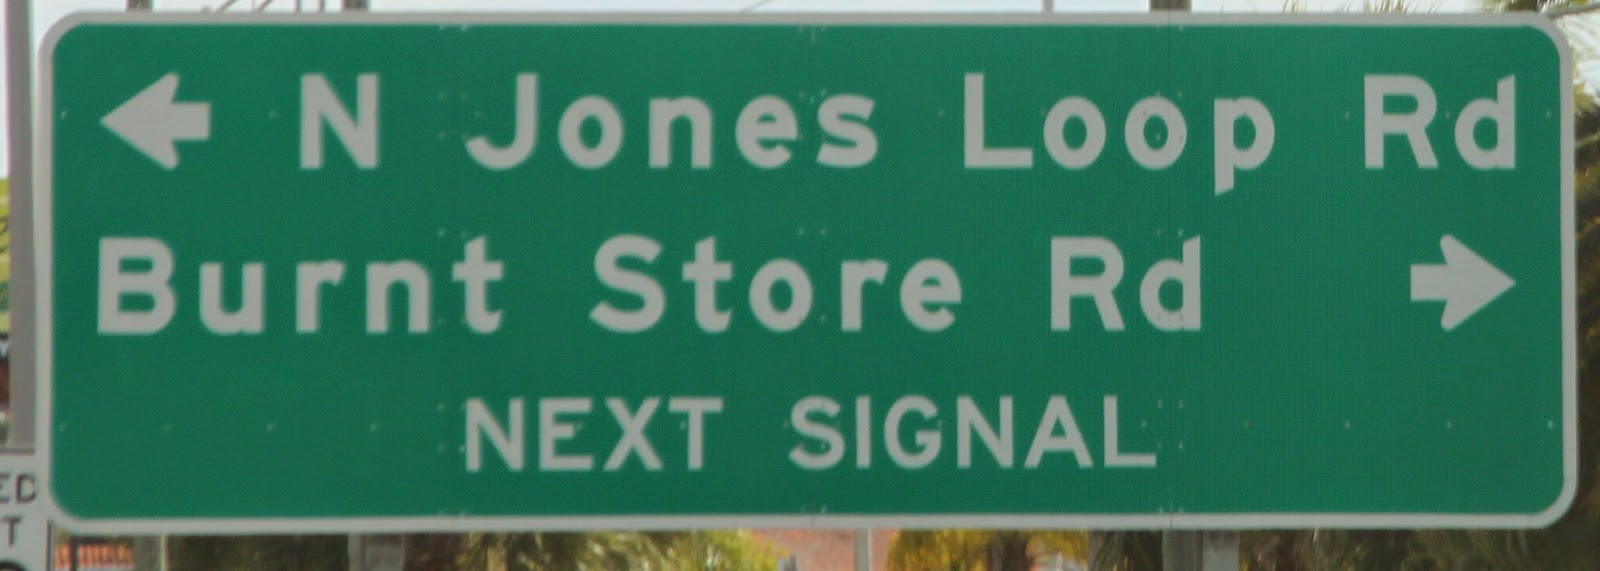 N Jones Loop Rd
Burnt Store Rd
NEXT SIGNAL